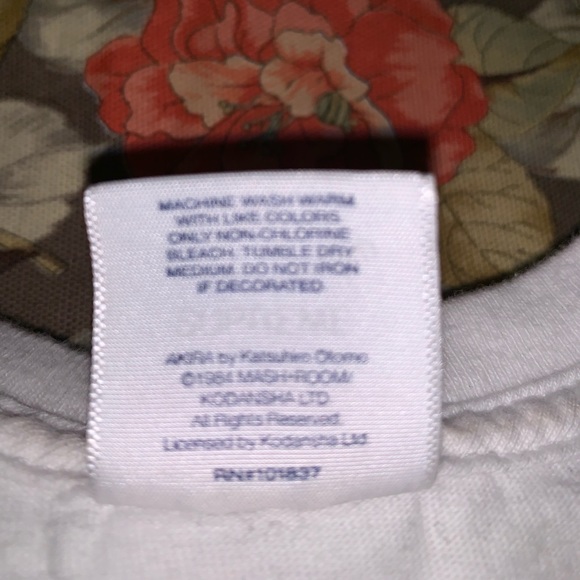 MACHINE WASH WARM
WITH LIKE COLORS
ONLY NON-CHLORINE
BLEACH. TUMBLE DRY
MEDIUM. DO NOT IRON
IF DECORATED
SUPREME
AKIRA by Katsuhiro Otomo
©1984 MASH•ROOM/
KODANSHA LTD
All Rights Reserved.
Licensed by Kodansha Ltd
RN#101837